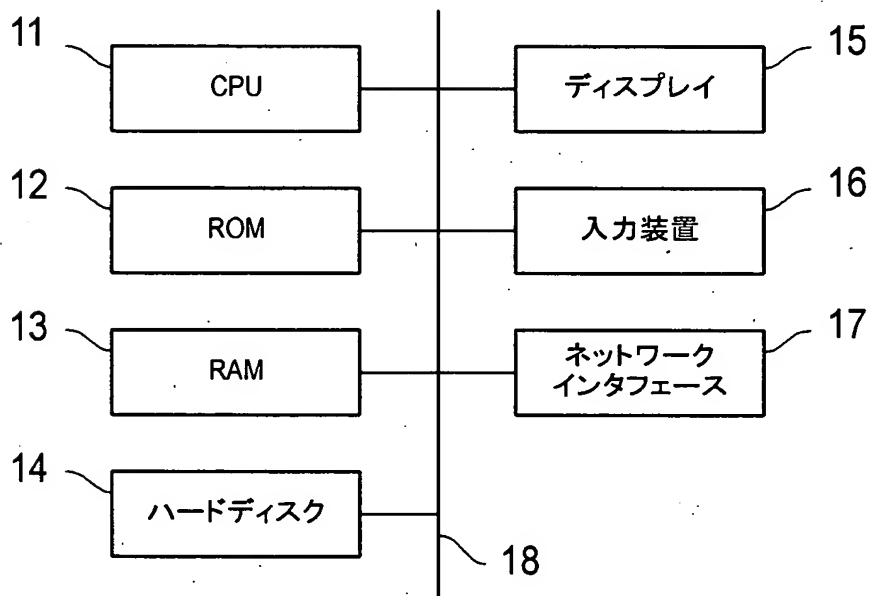 11
CPU
12
ROM
13
RAM
14
ハードディスク
15
ディスプレイ
16
入力装置
17
ネットワーク
インタフェース
18